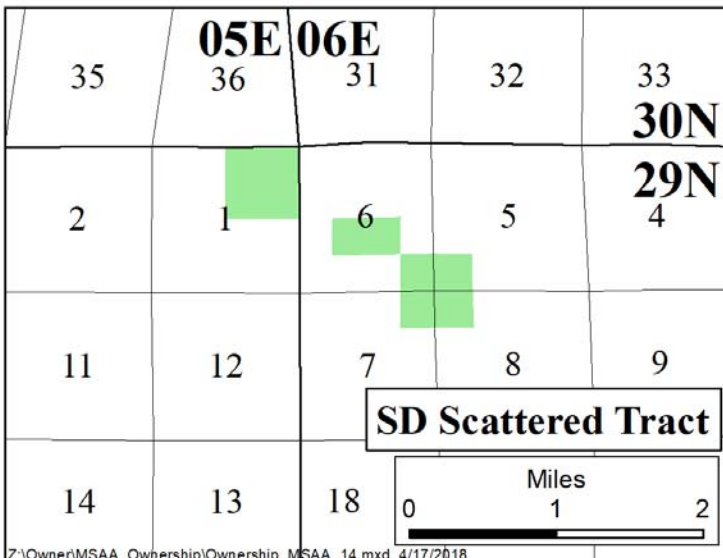 05E 06E
35 36 31 32 33
30N
29N
2 1 6 5 4
11 12 7 8 9
SD Scattered Tract
14 13 18
Miles
0 1 2
Z:\Owner\MSAA_Ownership\Ownership_MSAA_14.mxd 4/17/2018